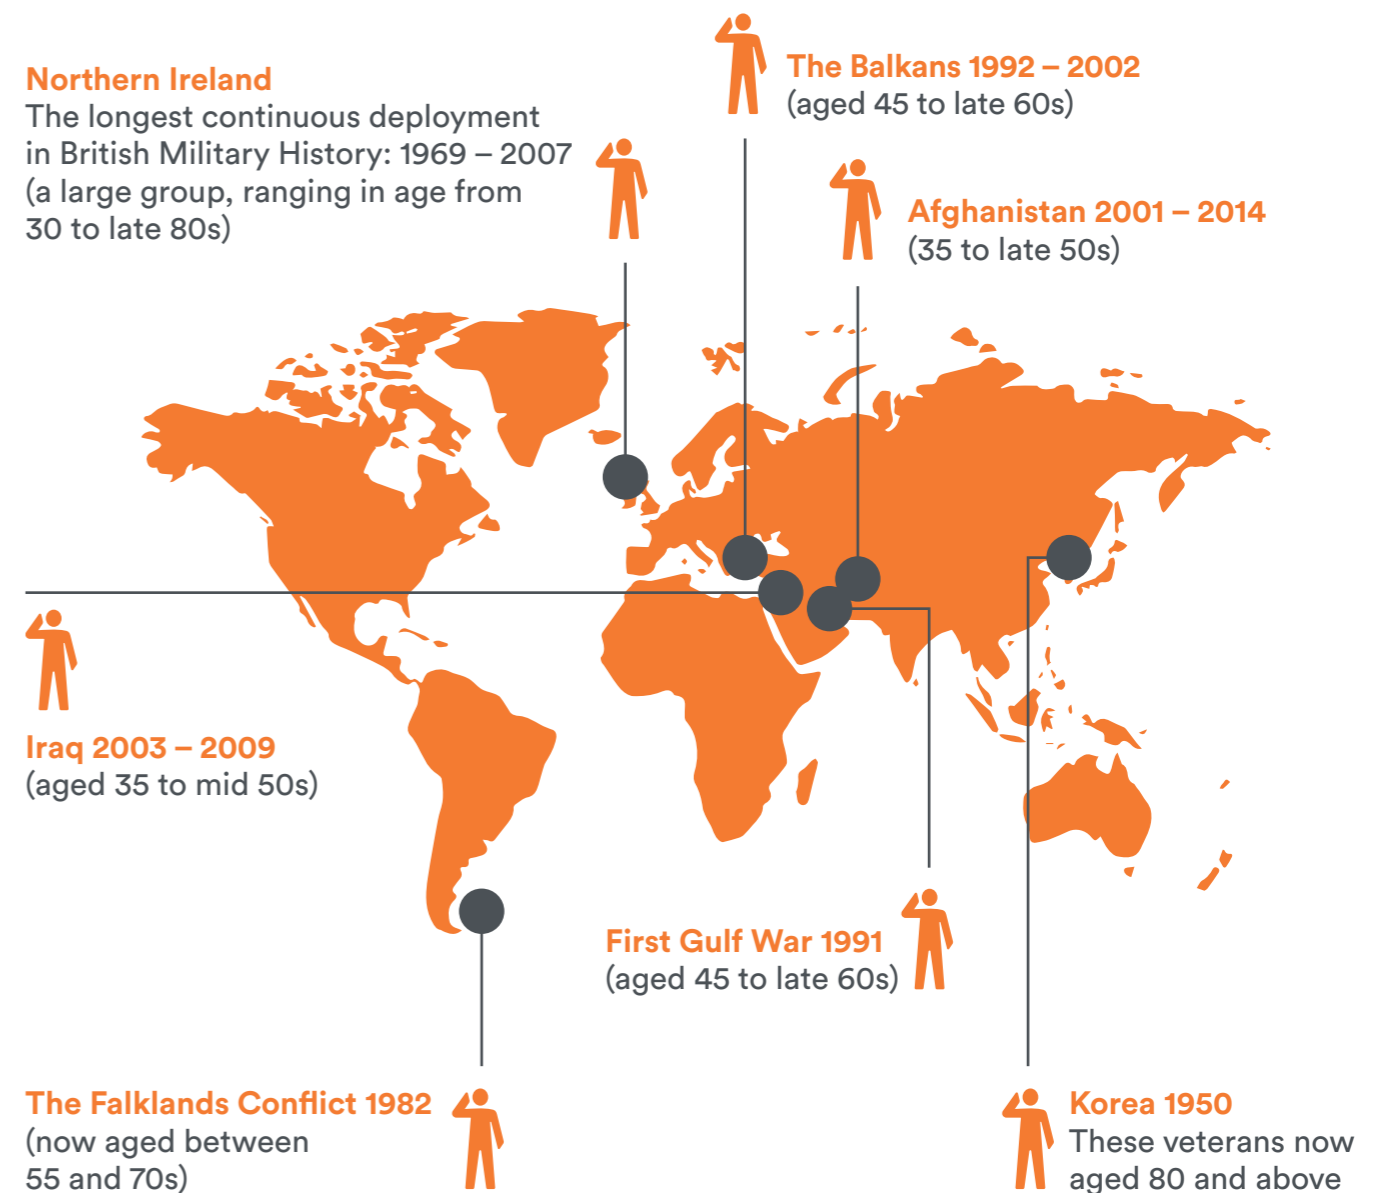 Northern Ireland
The longest continuous deployment
in British Military History: 1969 – 2007
(a large group, ranging in age from
30 to late 80s)
The Balkans 1992 – 2002
(aged 45 to late 60s)
Afghanistan 2001 – 2014
(35 to late 50s)
Iraq 2003 – 2009
(aged 35 to mid 50s)
First Gulf War 1991
(aged 45 to late 60s)
The Falklands Conflict 1982
(now aged between
55 and 70s)
Korea 1950
These veterans now
aged 80 and above